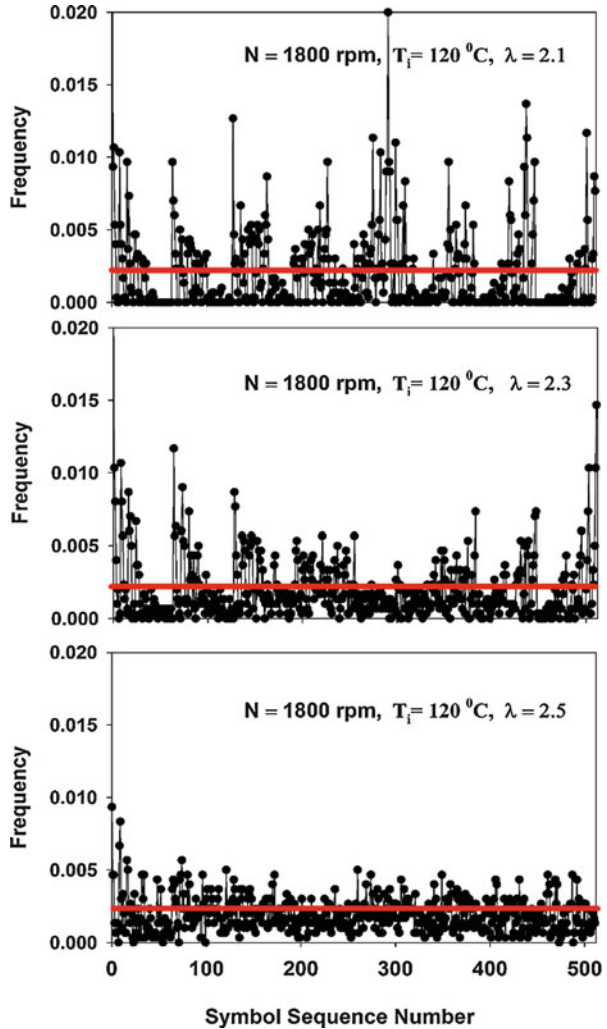 0.020
N = 1800 rpm, Tᵢ= 120 ⁰C, λ = 2.1
0.015
Frequency
0.010
0.005
0.000
0.020
N = 1800 rpm, Tᵢ= 120 ⁰C, λ = 2.3
0.015
Frequency
0.010
0.005
0.000
0.020
N = 1800 rpm, Tᵢ= 120 ⁰C, λ = 2.5
0.015
Frequency
0.010
0.005
0.000
0 100 200 300 400 500
Symbol Sequence Number